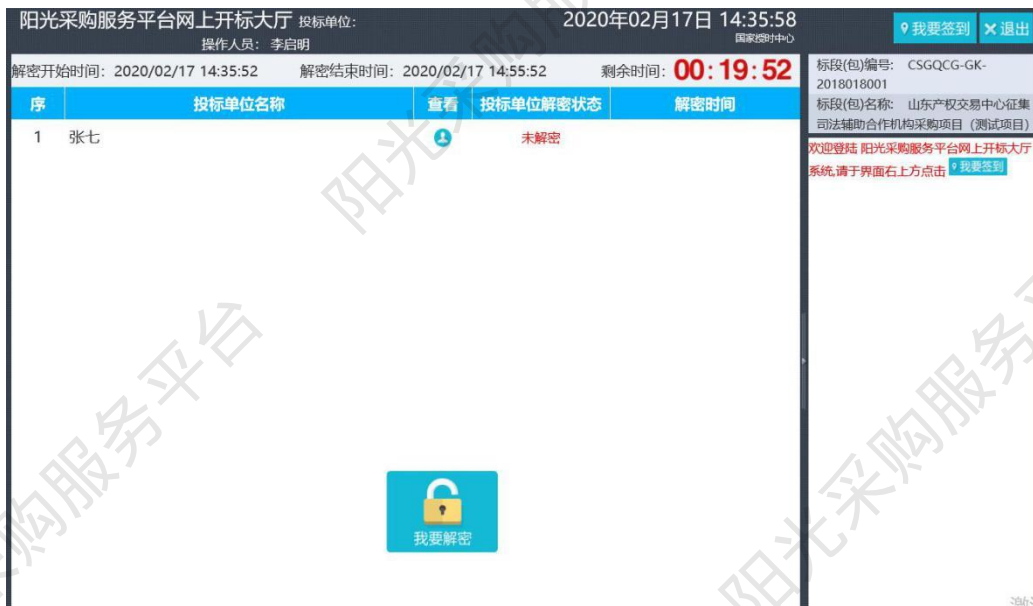 阳光采购服务平台网上开标大厅 投标单位:
操作人员: 李启明
2020年02月17日 14:35:58
国家授时中心
我要签到 退出
解密开始时间: 2020/02/17 14:35:52 解密结束时间: 2020/02/17 14:55:52 剩余时间: 00:19:52
序 投标单位名称 查看 投标单位解密状态 解密时间
1 张七 未解密
我要解密
标段(包)编号: CSGQCG-GK-
2018018001
标段(包)名称: 山东产权交易中心征集
司法辅助合作机构采购项目 (测试项目)
欢迎登陆 阳光采购服务平台网上开标大厅
系统,请于界面右上方点击 我要签到
阳光采购服务平台